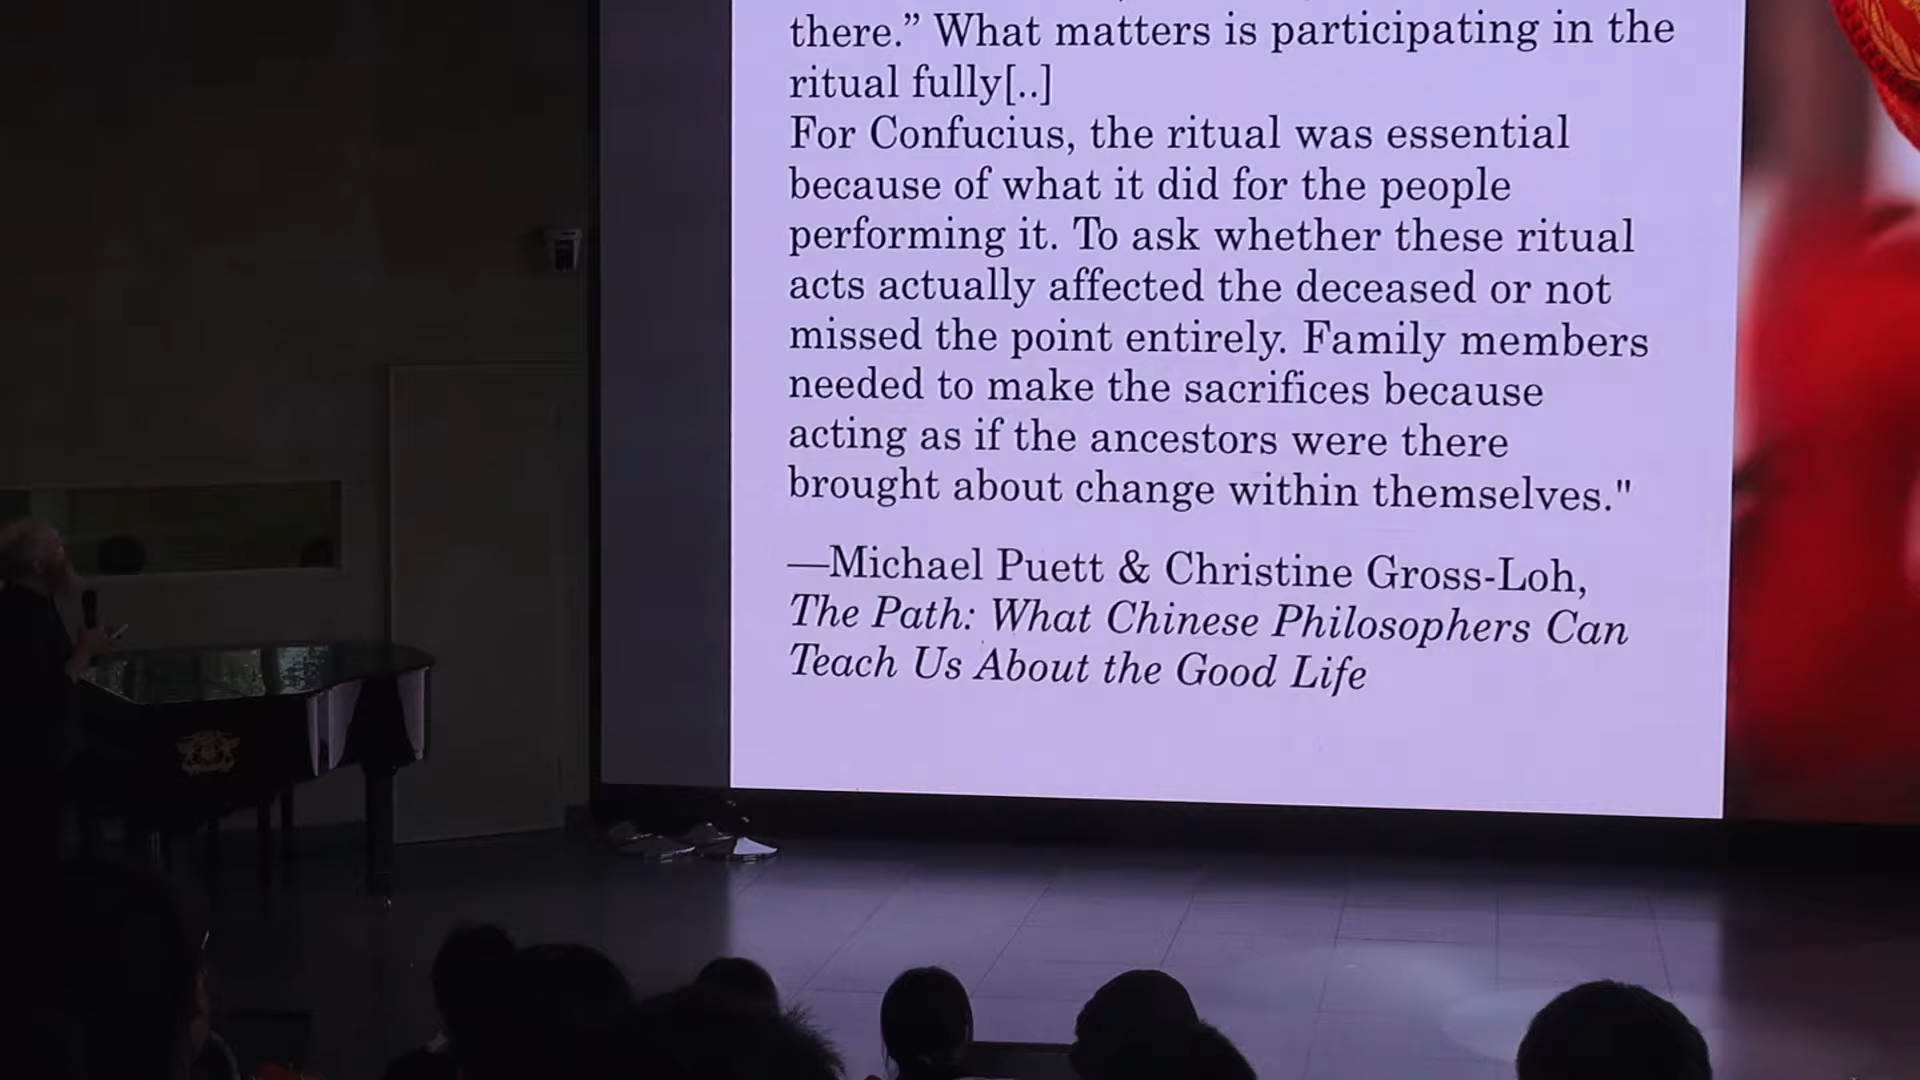 there.” What matters is participating in the
ritual fully[..]
For Confucius, the ritual was essential
because of what it did for the people
performing it. To ask whether these ritual
acts actually affected the deceased or not
missed the point entirely. Family members
needed to make the sacrifices because
acting as if the ancestors were there
brought about change within themselves."
—Michael Puett & Christine Gross-Loh,
The Path: What Chinese Philosophers Can
Teach Us About the Good Life